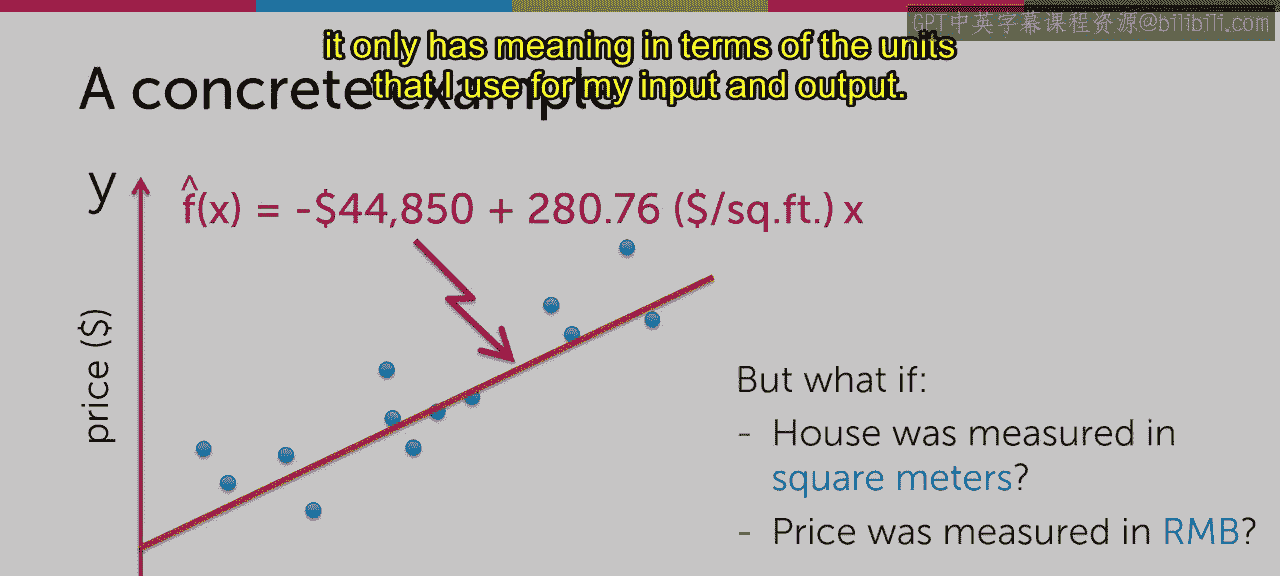 GPT中英字幕课程资源@bilibili.com
it only has meaning in terms of the units
that I use for my input and output.
A concrete example
y
f̂(x) = -$44,850 + 280.76 ($/sq.ft.) x
price ($)
But what if:
- House was measured in
square meters?
- Price was measured in RMB?